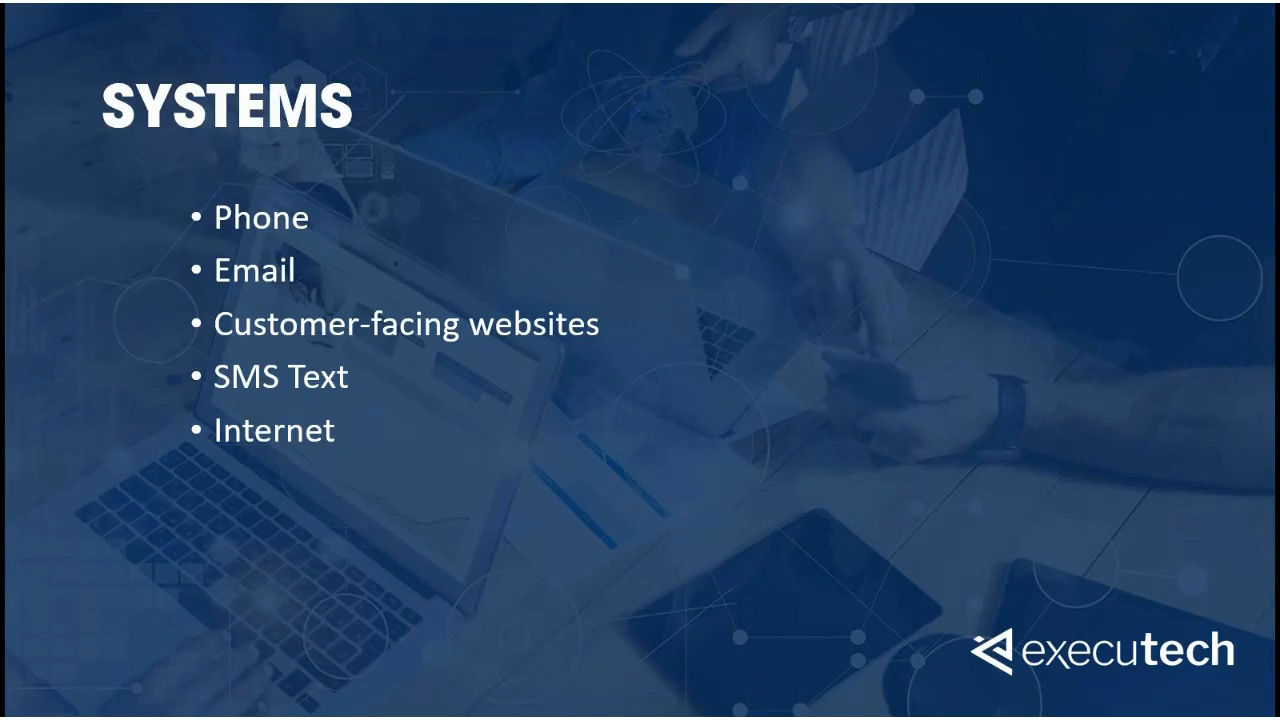 SYSTEMS
• Phone
• Email
• Customer-facing websites
• SMS Text
• Internet
executech